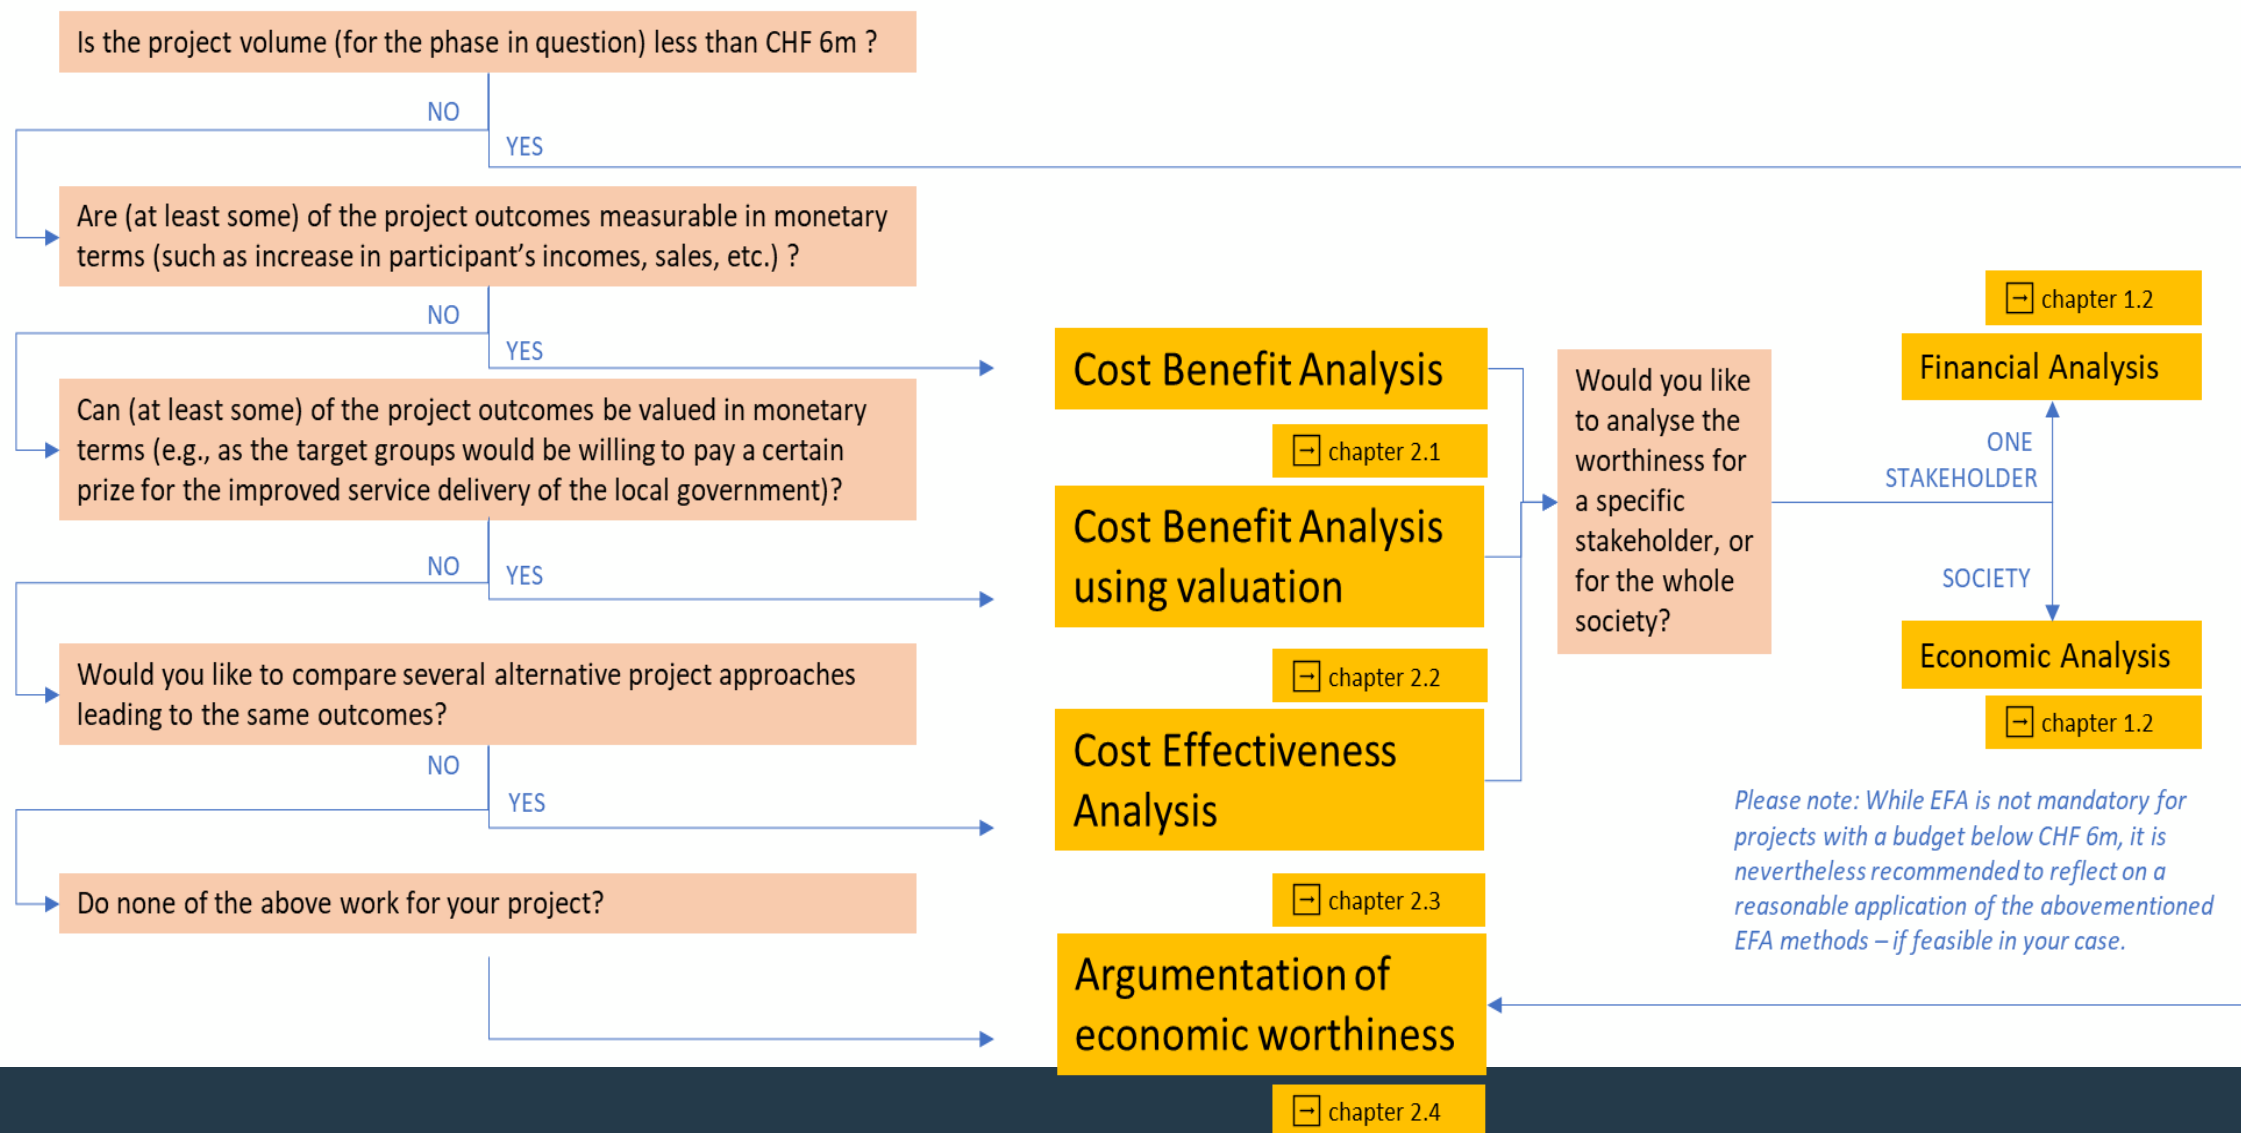 Is the project volume (for the phase in question) less than CHF 6m ?
NO
YES
Are (at least some) of the project outcomes measurable in monetary
terms (such as increase in participant’s incomes, sales, etc.) ?
NO
YES
Can (at least some) of the project outcomes be valued in monetary
terms (e.g., as the target groups would be willing to pay a certain
prize for the improved service delivery of the local government)?
NO
YES
Would you like to compare several alternative project approaches
leading to the same outcomes?
NO
YES
Do none of the above work for your project?
Cost Benefit Analysis
→ chapter 2.1
Cost Benefit Analysis
using valuation
→ chapter 2.2
Cost Effectiveness
Analysis
→ chapter 2.3
Argumentation of
economic worthiness
→ chapter 2.4
Would you like
to analyse the
worthiness for
a specific
stakeholder, or
for the whole
society?
→ chapter 1.2
Financial Analysis
ONE
STAKEHOLDER
SOCIETY
Economic Analysis
→ chapter 1.2
Please note: While EFA is not mandatory for
projects with a budget below CHF 6m, it is
nevertheless recommended to reflect on a
reasonable application of the abovementioned
EFA methods – if feasible in your case.